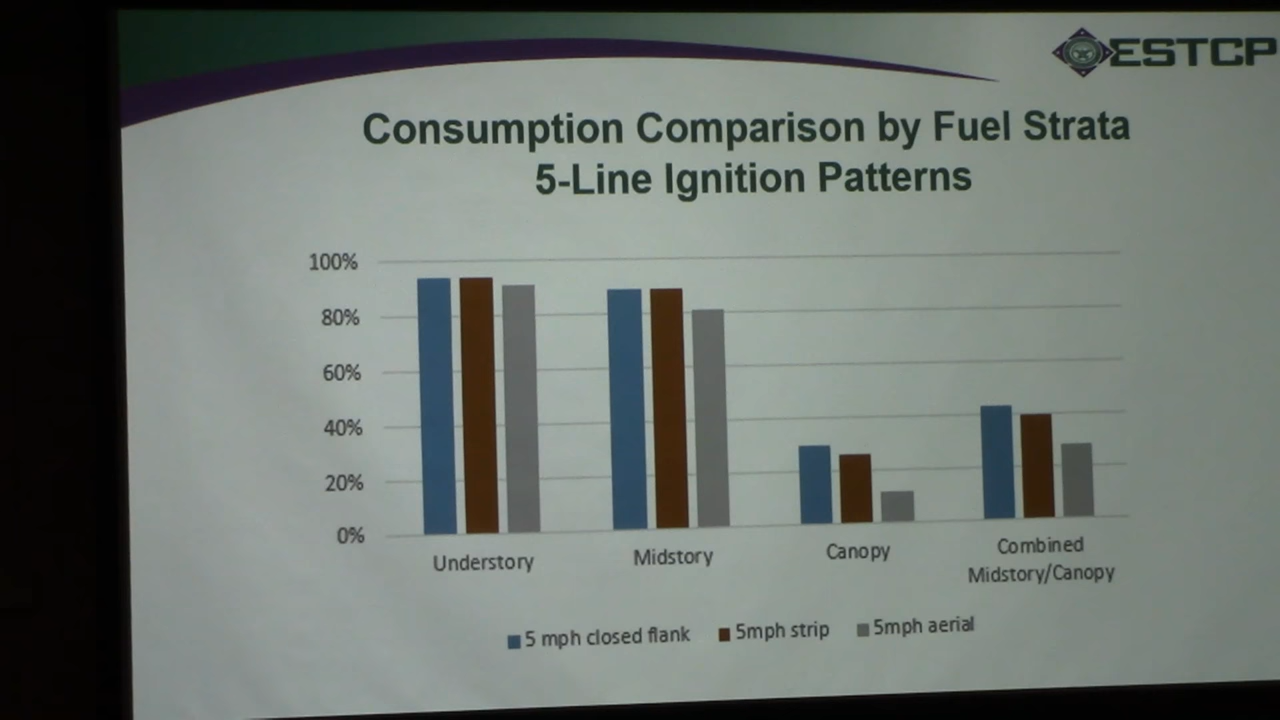 ESTCP
Consumption Comparison by Fuel Strata
5-Line Ignition Patterns
100%
80%
60%
40%
20%
0%
Understory
Midstory
Canopy
Combined
Midstory/Canopy
5 mph closed flank
5mph strip
5mph aerial